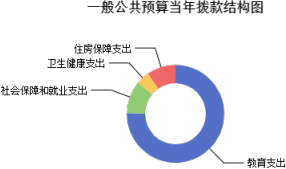 一般公共预算当年拨款结构图
住房保障支出
卫生健康支出
社会保障和就业支出
教育支出